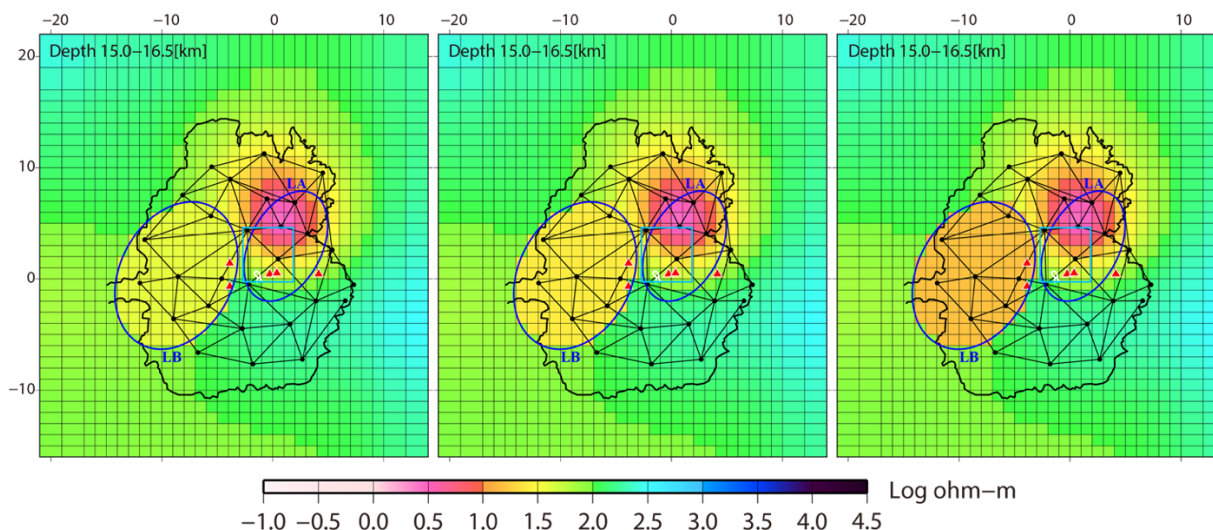 −20 −10 0 10 −20 −10 0 10 −20 −10 0 10
20
10
0
−10
Depth 15.0−16.5[km] Depth 15.0−16.5[km] Depth 15.0−16.5[km]
LA LA LA
LB LB LB
−1.0 −0.5 0.0 0.5 1.0 1.5 2.0 2.5 3.0 3.5 4.0 4.5
Log ohm−m